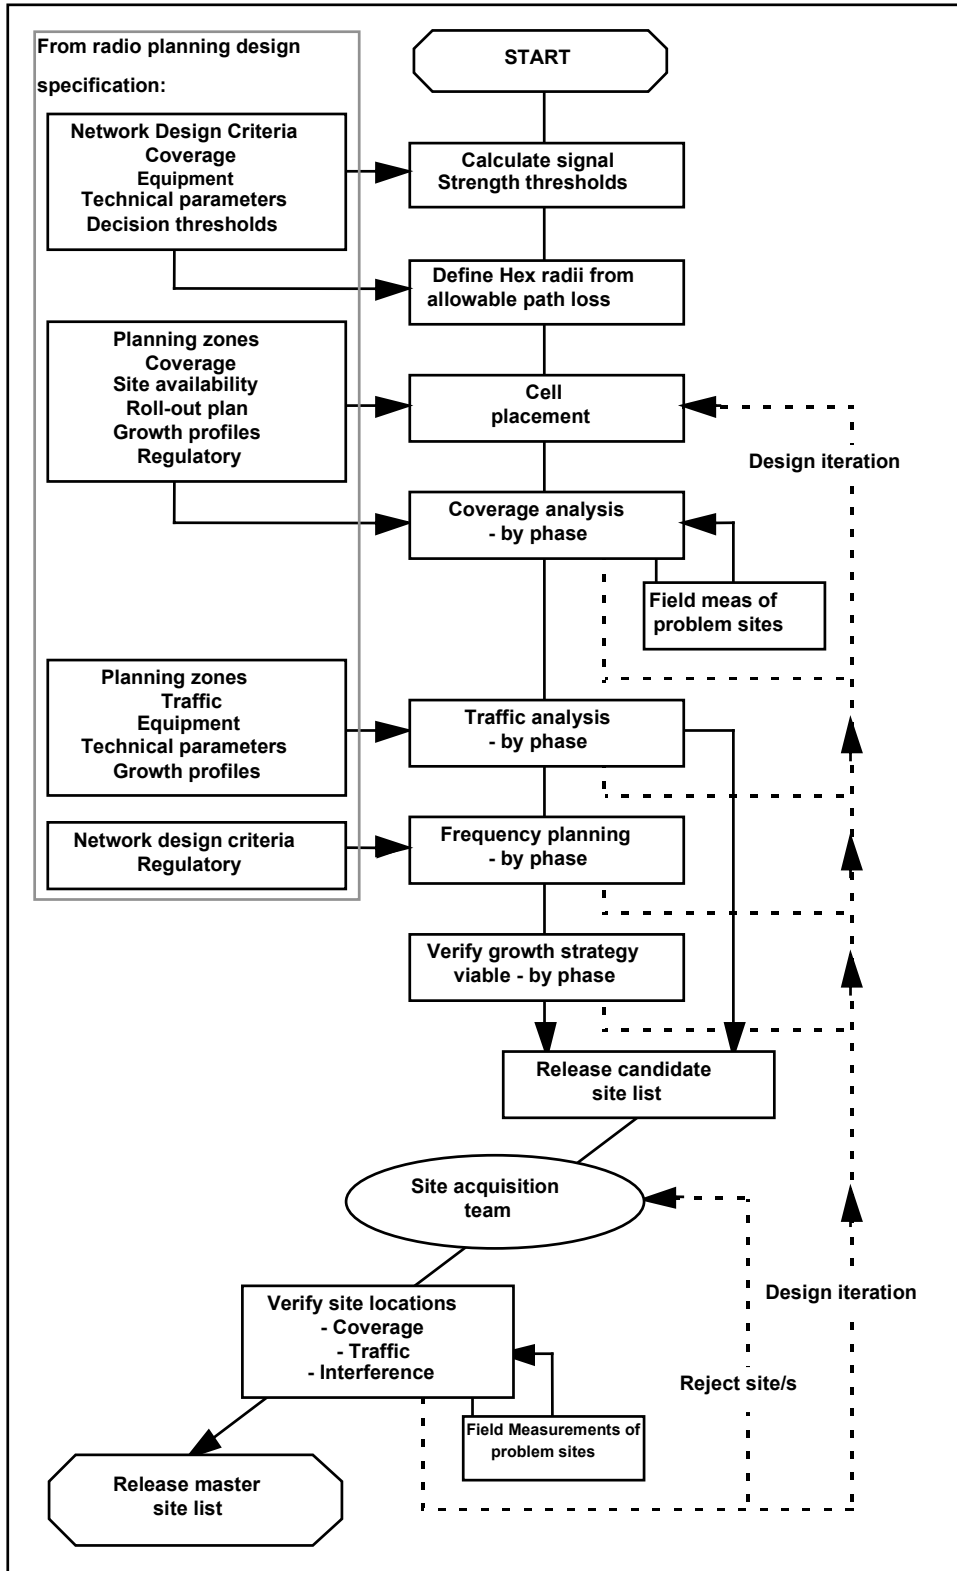 From radio planning design
specification:
START
Network Design Criteria
Coverage
Equipment
Technical parameters
Decision thresholds
Calculate signal
Strength thresholds
Define Hex radii from
allowable path loss
Planning zones
Coverage
Site availability
Roll-out plan
Growth profiles
Regulatory
Cell
placement
Design iteration
Coverage analysis
- by phase
Field meas of
problem sites
Planning zones
Traffic
Equipment
Technical parameters
Growth profiles
Traffic analysis
- by phase
Network design criteria
Regulatory
Frequency planning
- by phase
Verify growth strategy
viable - by phase
Release candidate
site list
Site acquisition
team
Design iteration
Verify site locations
- Coverage
- Traffic
- Interference
Reject site/s
Field Measurements of
problem sites
Release master
site list